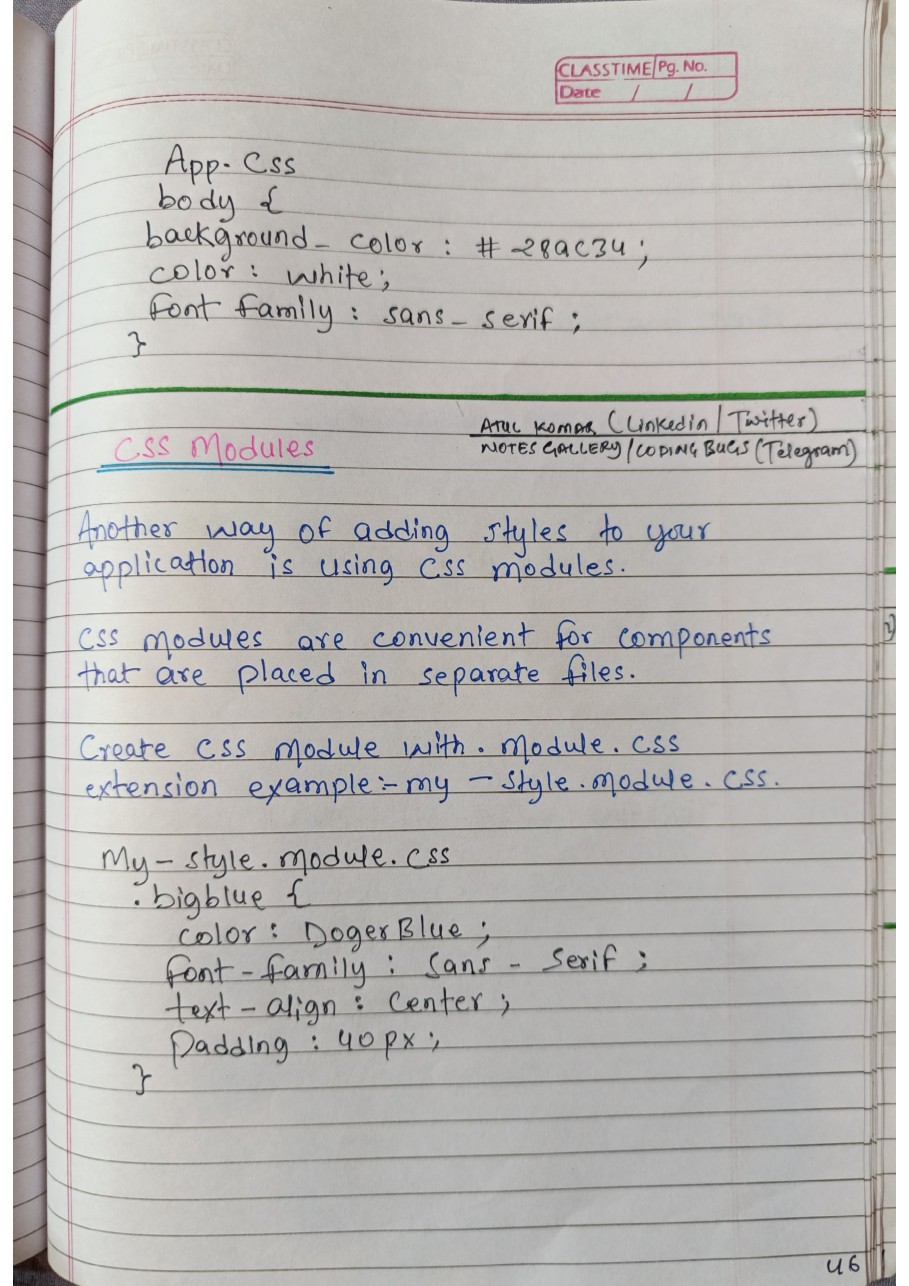 CLASSTIME Pg. No.
Date / /
App. Css
body {
background - color : # 282c34 ;
color : white ;
font family : sans - serif ;
}
ATUL KUMAR (Linkedin / Twitter)
NOTES GALLERY / CODING BUGS (Telegram)
CSS Modules
Another way of adding styles to your
application is using css modules.
CSS modules are convenient for components
that are placed in separate files.
Create css module with . module . css
extension example :- my - style . module . css .
My - style . module . css
. bigblue {
color : DogerBlue ;
font - family : Sans - Serif ;
text - align : center ;
Padding : 40 px ;
}
46